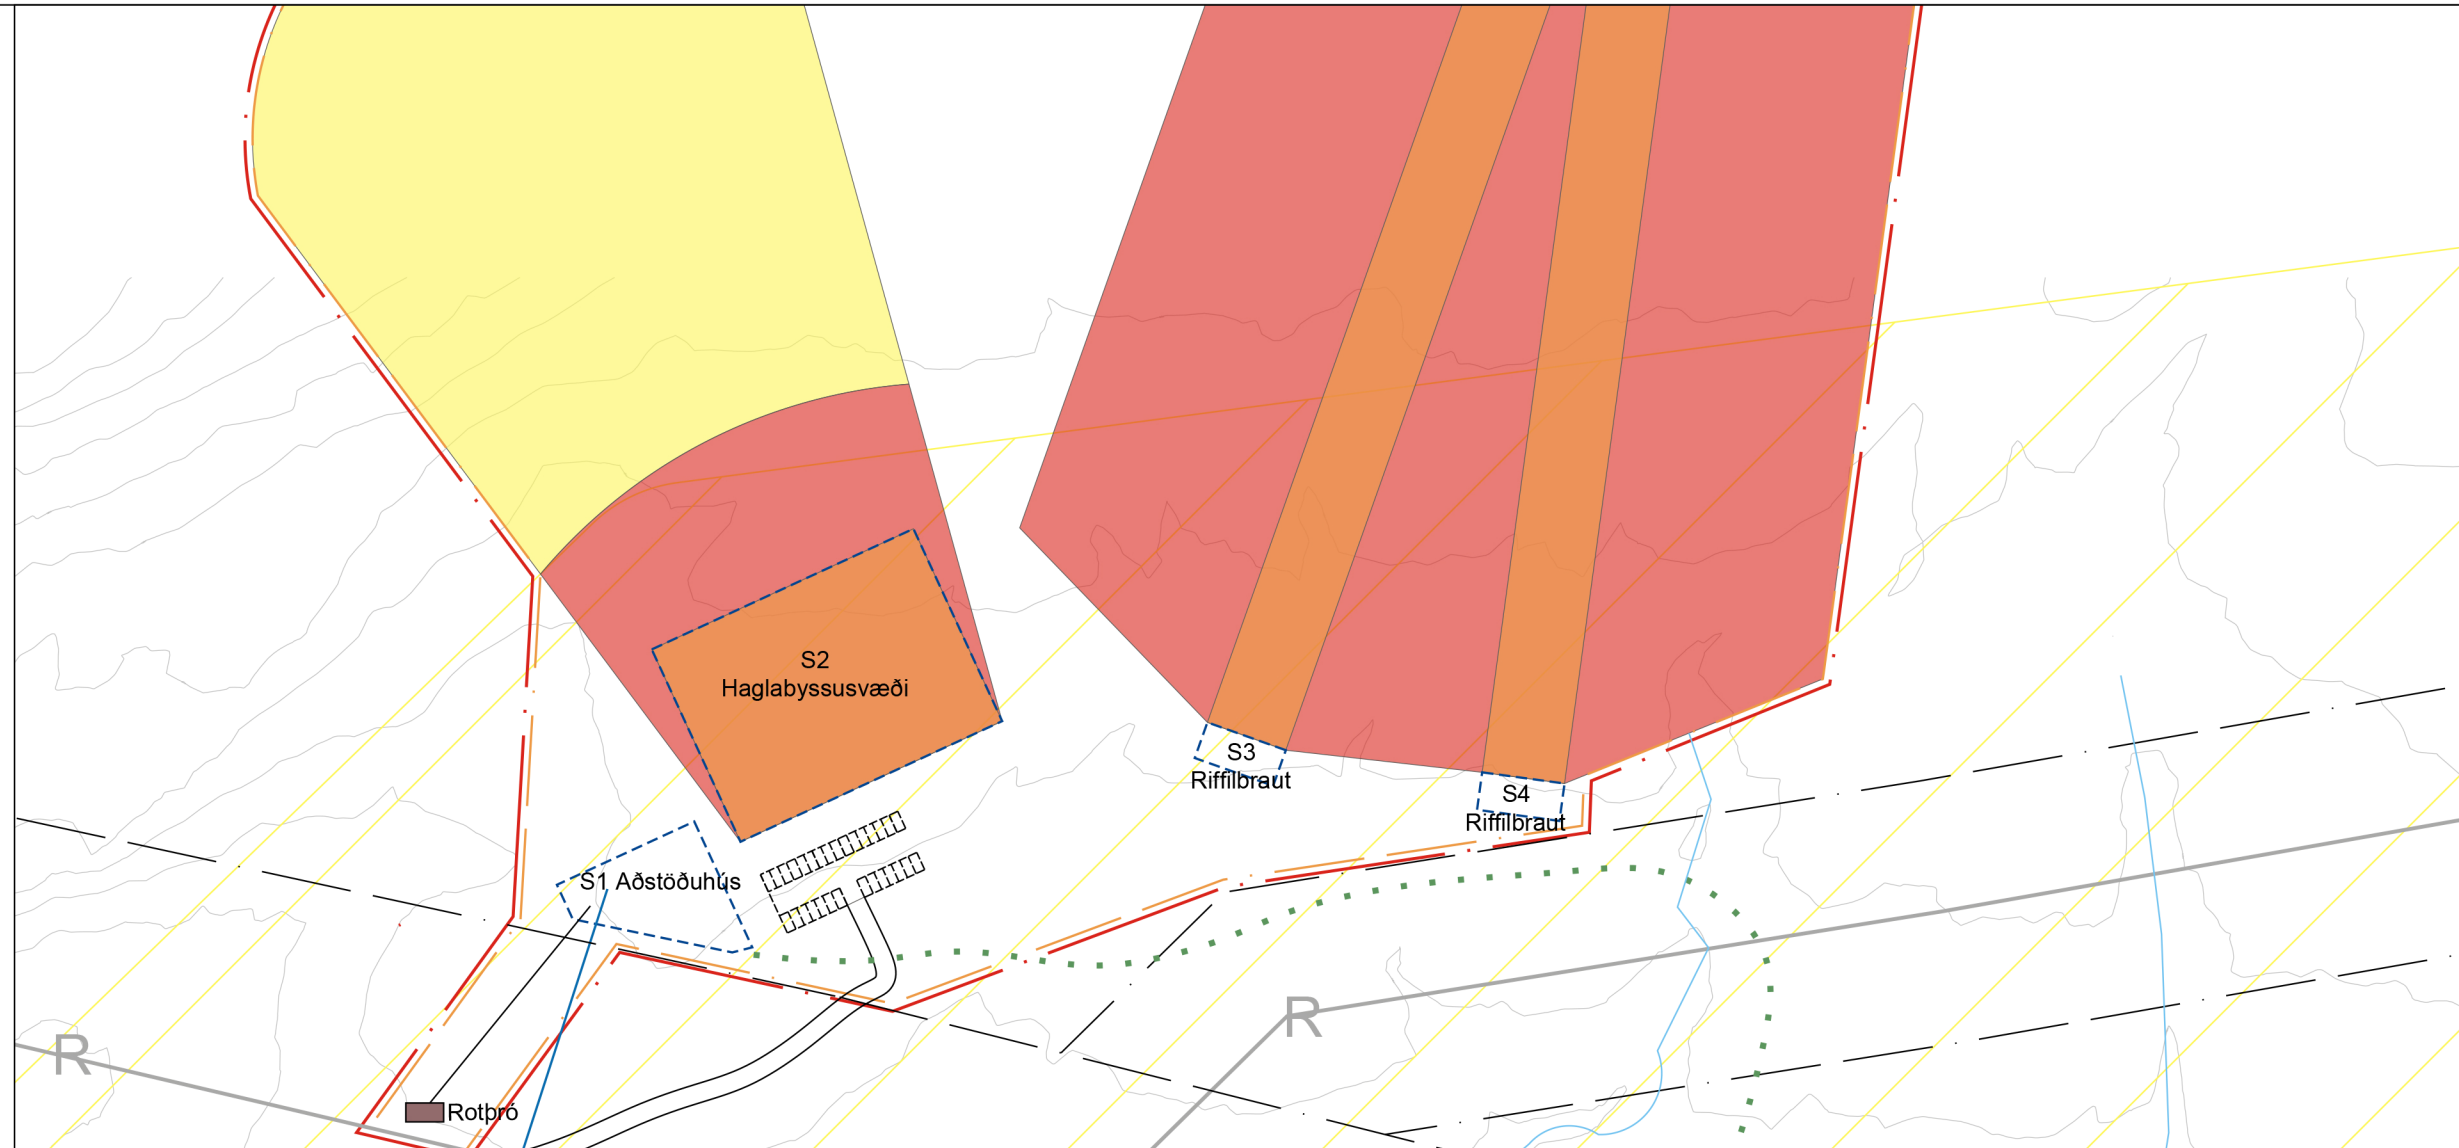 S2
Haglabyssusvæði
S3
Riffilbraut
S4
Riffilbraut
S1 Aðstöðuhús
R
R
Rotþró